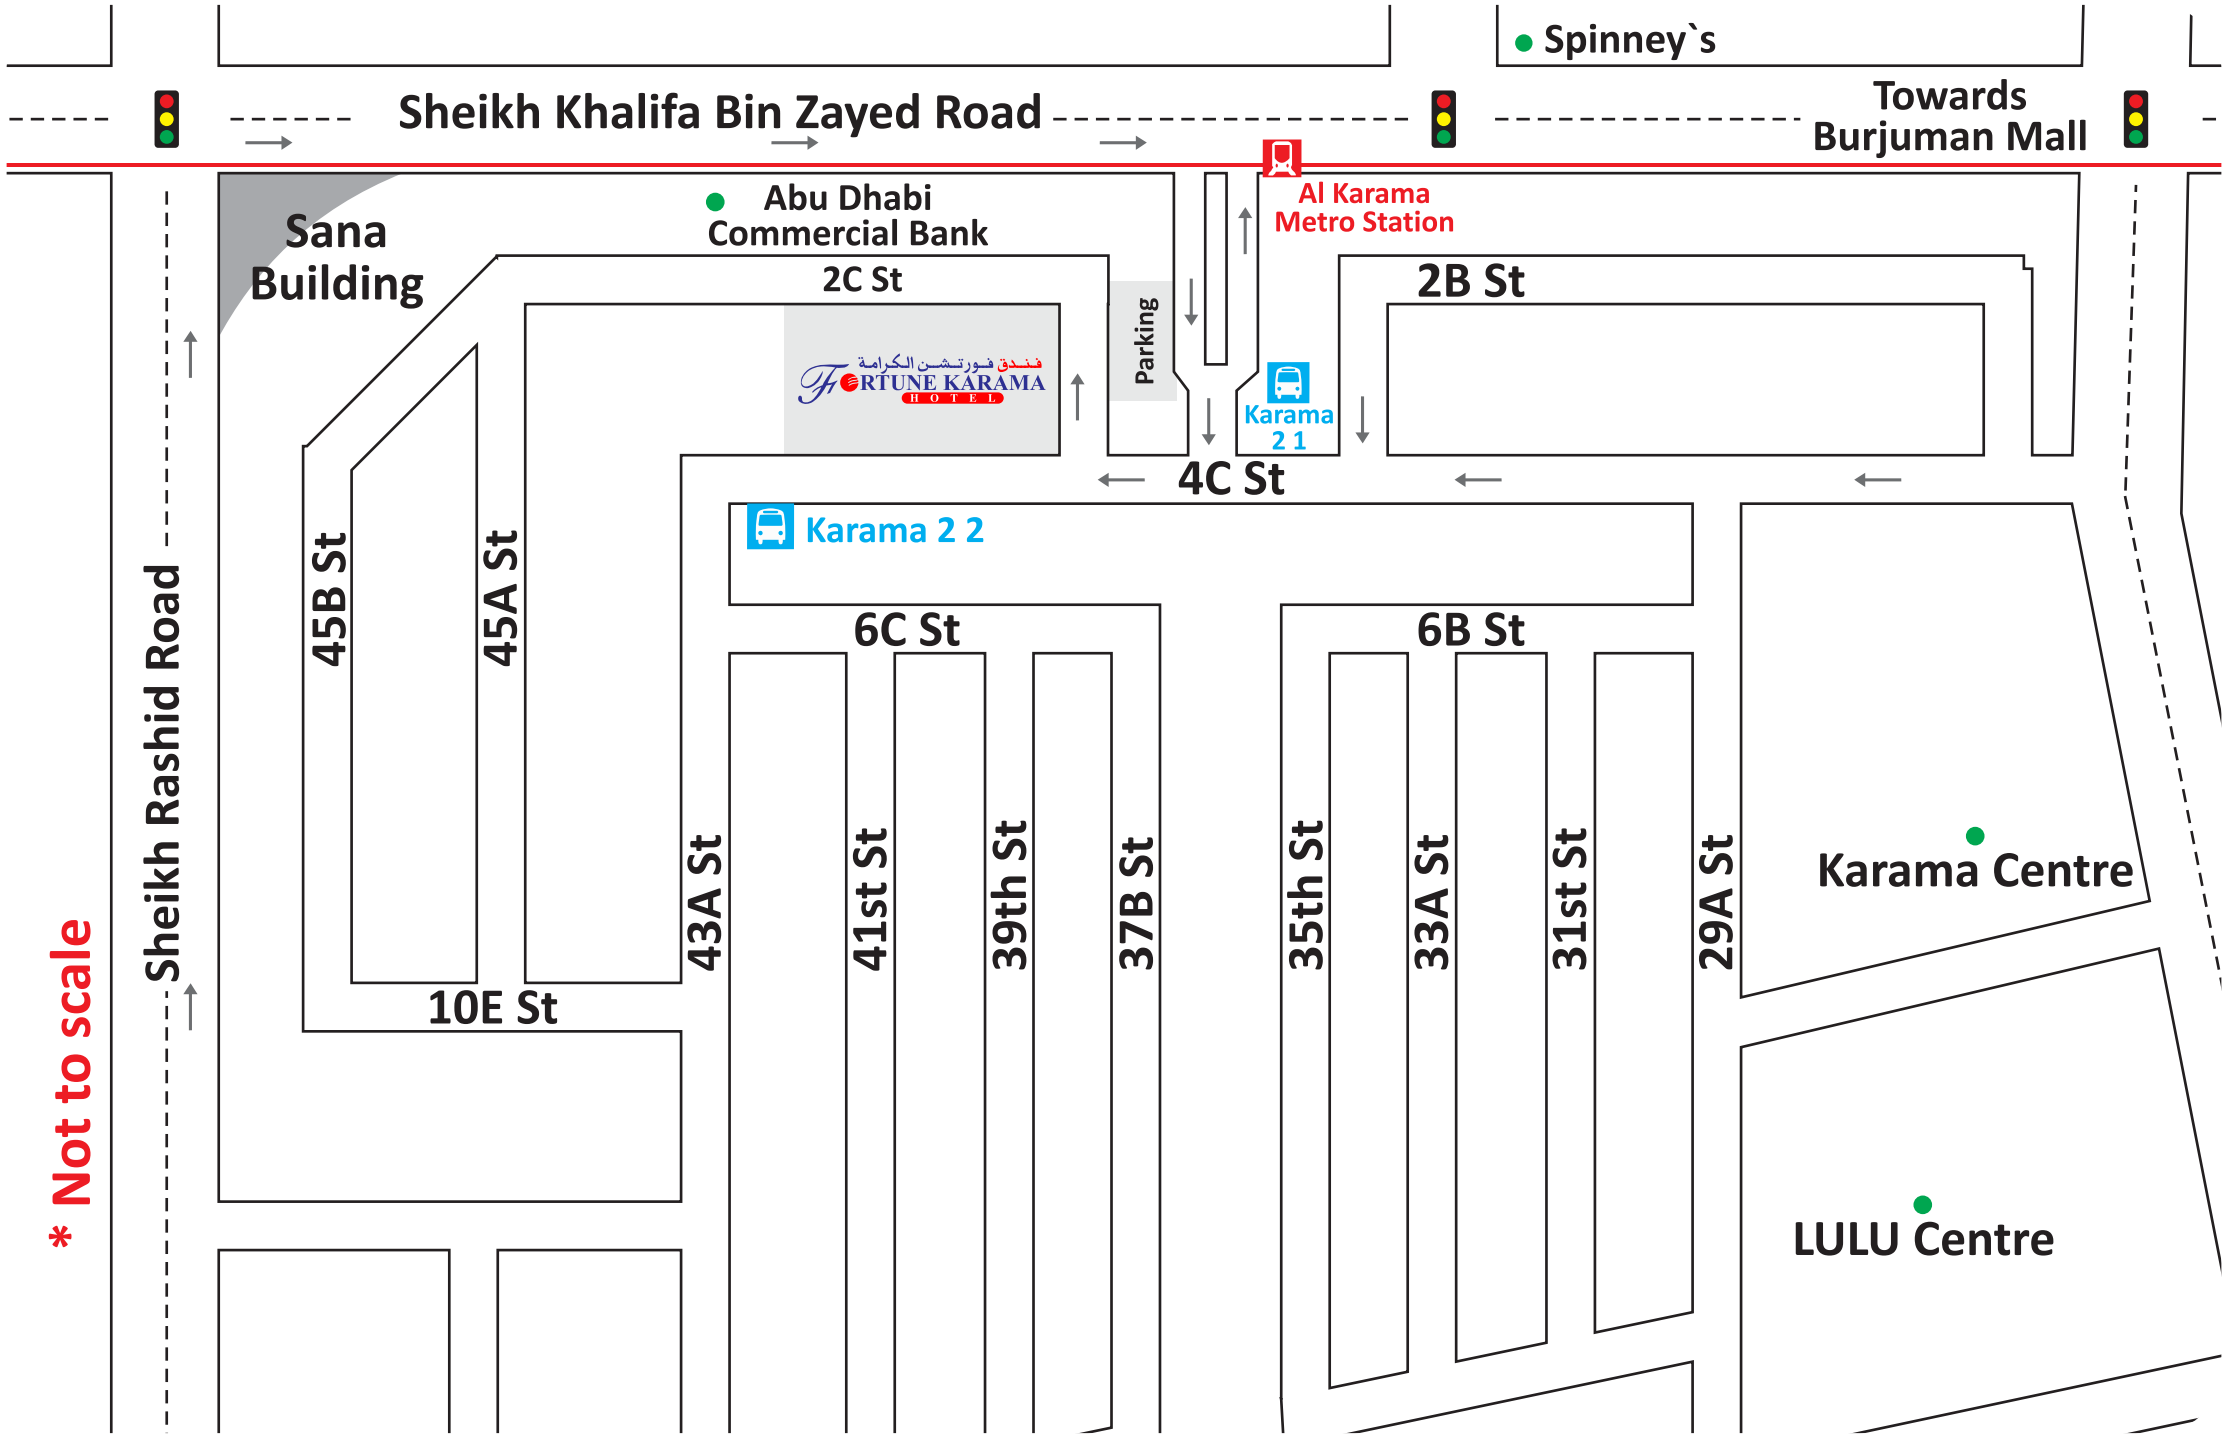 Spinney`s
Sheikh Khalifa Bin Zayed Road
Towards
Burjuman Mall
Al Karama
Metro Station
Abu Dhabi
Commercial Bank
Sana
Building
2C St
2B St
Parking
فندق فورتشن الكرامة
FORTUNE KARAMA
HOTEL
Karama
2 1
4C St
Karama 2 2
45B St
45A St
6C St
6B St
Sheikh Rashid Road
43A St
41st St
39th St
37B St
35th St
33A St
31st St
29A St
Karama Centre
10E St
* Not to scale
LULU Centre